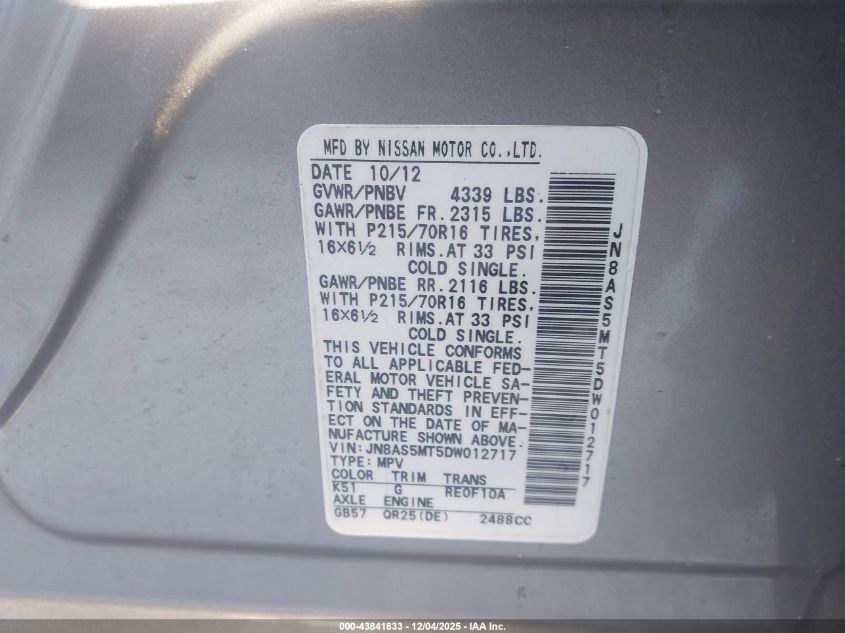 MFD BY NISSAN MOTOR CO.,LTD.
DATE 10/12
GVWR/PNBV 4339 LBS.
GAWR/PNBE FR. 2315 LBS.
WITH P215/70R16 TIRES,
16X6½ RIMS. AT 33 PSI
COLD SINGLE.
GAWR/PNBE RR. 2116 LBS.
WITH P215/70R16 TIRES,
16X6½ RIMS. AT 33 PSI
COLD SINGLE.
THIS VEHICLE CONFORMS
TO ALL APPLICABLE FED-
ERAL MOTOR VEHICLE SA-
FETY AND THEFT PREVEN-
TION STANDARDS IN EFF-
ECT ON THE DATE OF MA-
NUFACTURE SHOWN ABOVE.
VIN: JN8AS5MT5DW012717
TYPE: MPV
COLOR TRIM TRANS
K51 G RE0F10A
AXLE ENGINE
GB57 QR25(DE) 2488CC
JN8AS5MT5DW012717
000-43841833 - 12/04/2025 - IAA Inc.